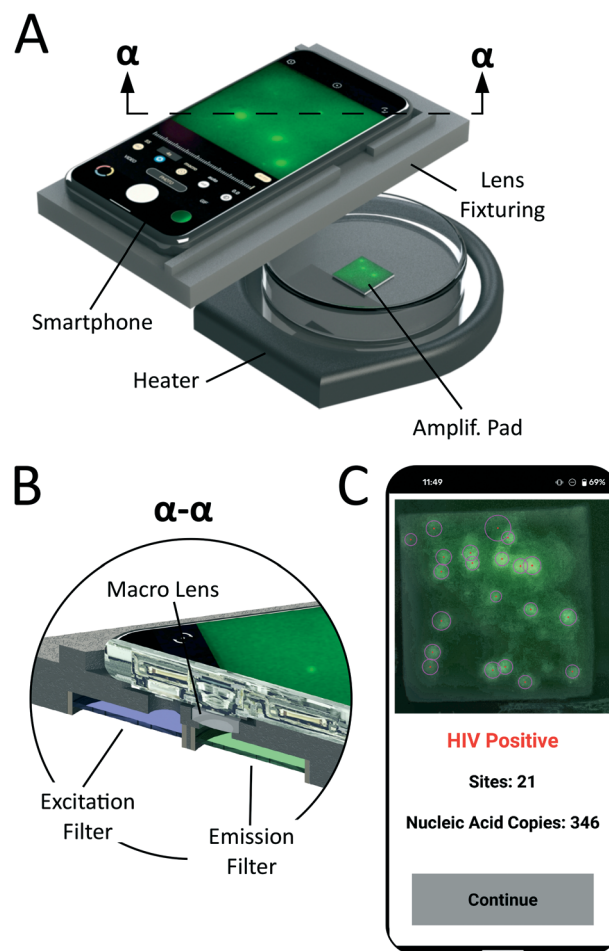 A
α
α
Lens
Fixturing
Smartphone
Heater
Amplif. Pad
B
α-α
Macro Lens
Excitation
Filter
Emission
Filter
C
11:49
69%
HIV Positive
Sites: 21
Nucleic Acid Copies: 346
Continue